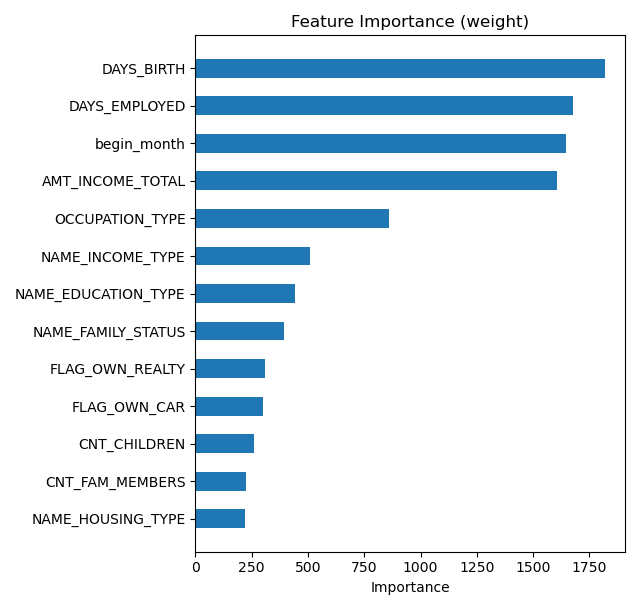 Feature Importance (weight)
DAYS_BIRTH
DAYS_EMPLOYED
begin_month
AMT_INCOME_TOTAL
OCCUPATION_TYPE
NAME_INCOME_TYPE
NAME_EDUCATION_TYPE
NAME_FAMILY_STATUS
FLAG_OWN_REALTY
FLAG_OWN_CAR
CNT_CHILDREN
CNT_FAM_MEMBERS
NAME_HOUSING_TYPE
0 250 500 750 1000 1250 1500 1750
Importance